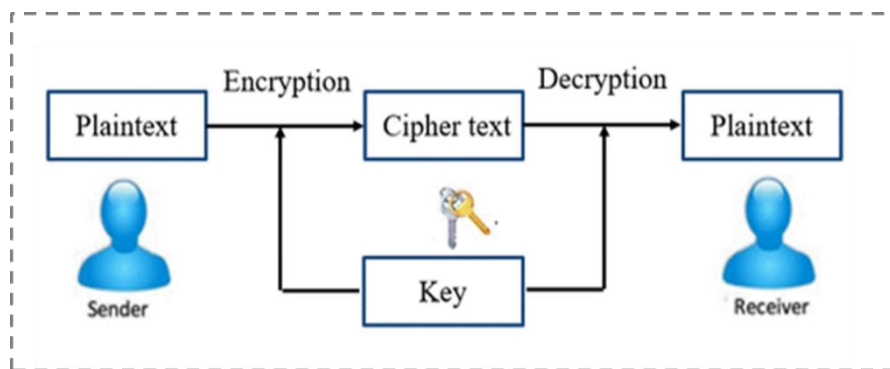 Encryption
Decryption
Plaintext
Cipher text
Plaintext
Key
Sender
Receiver